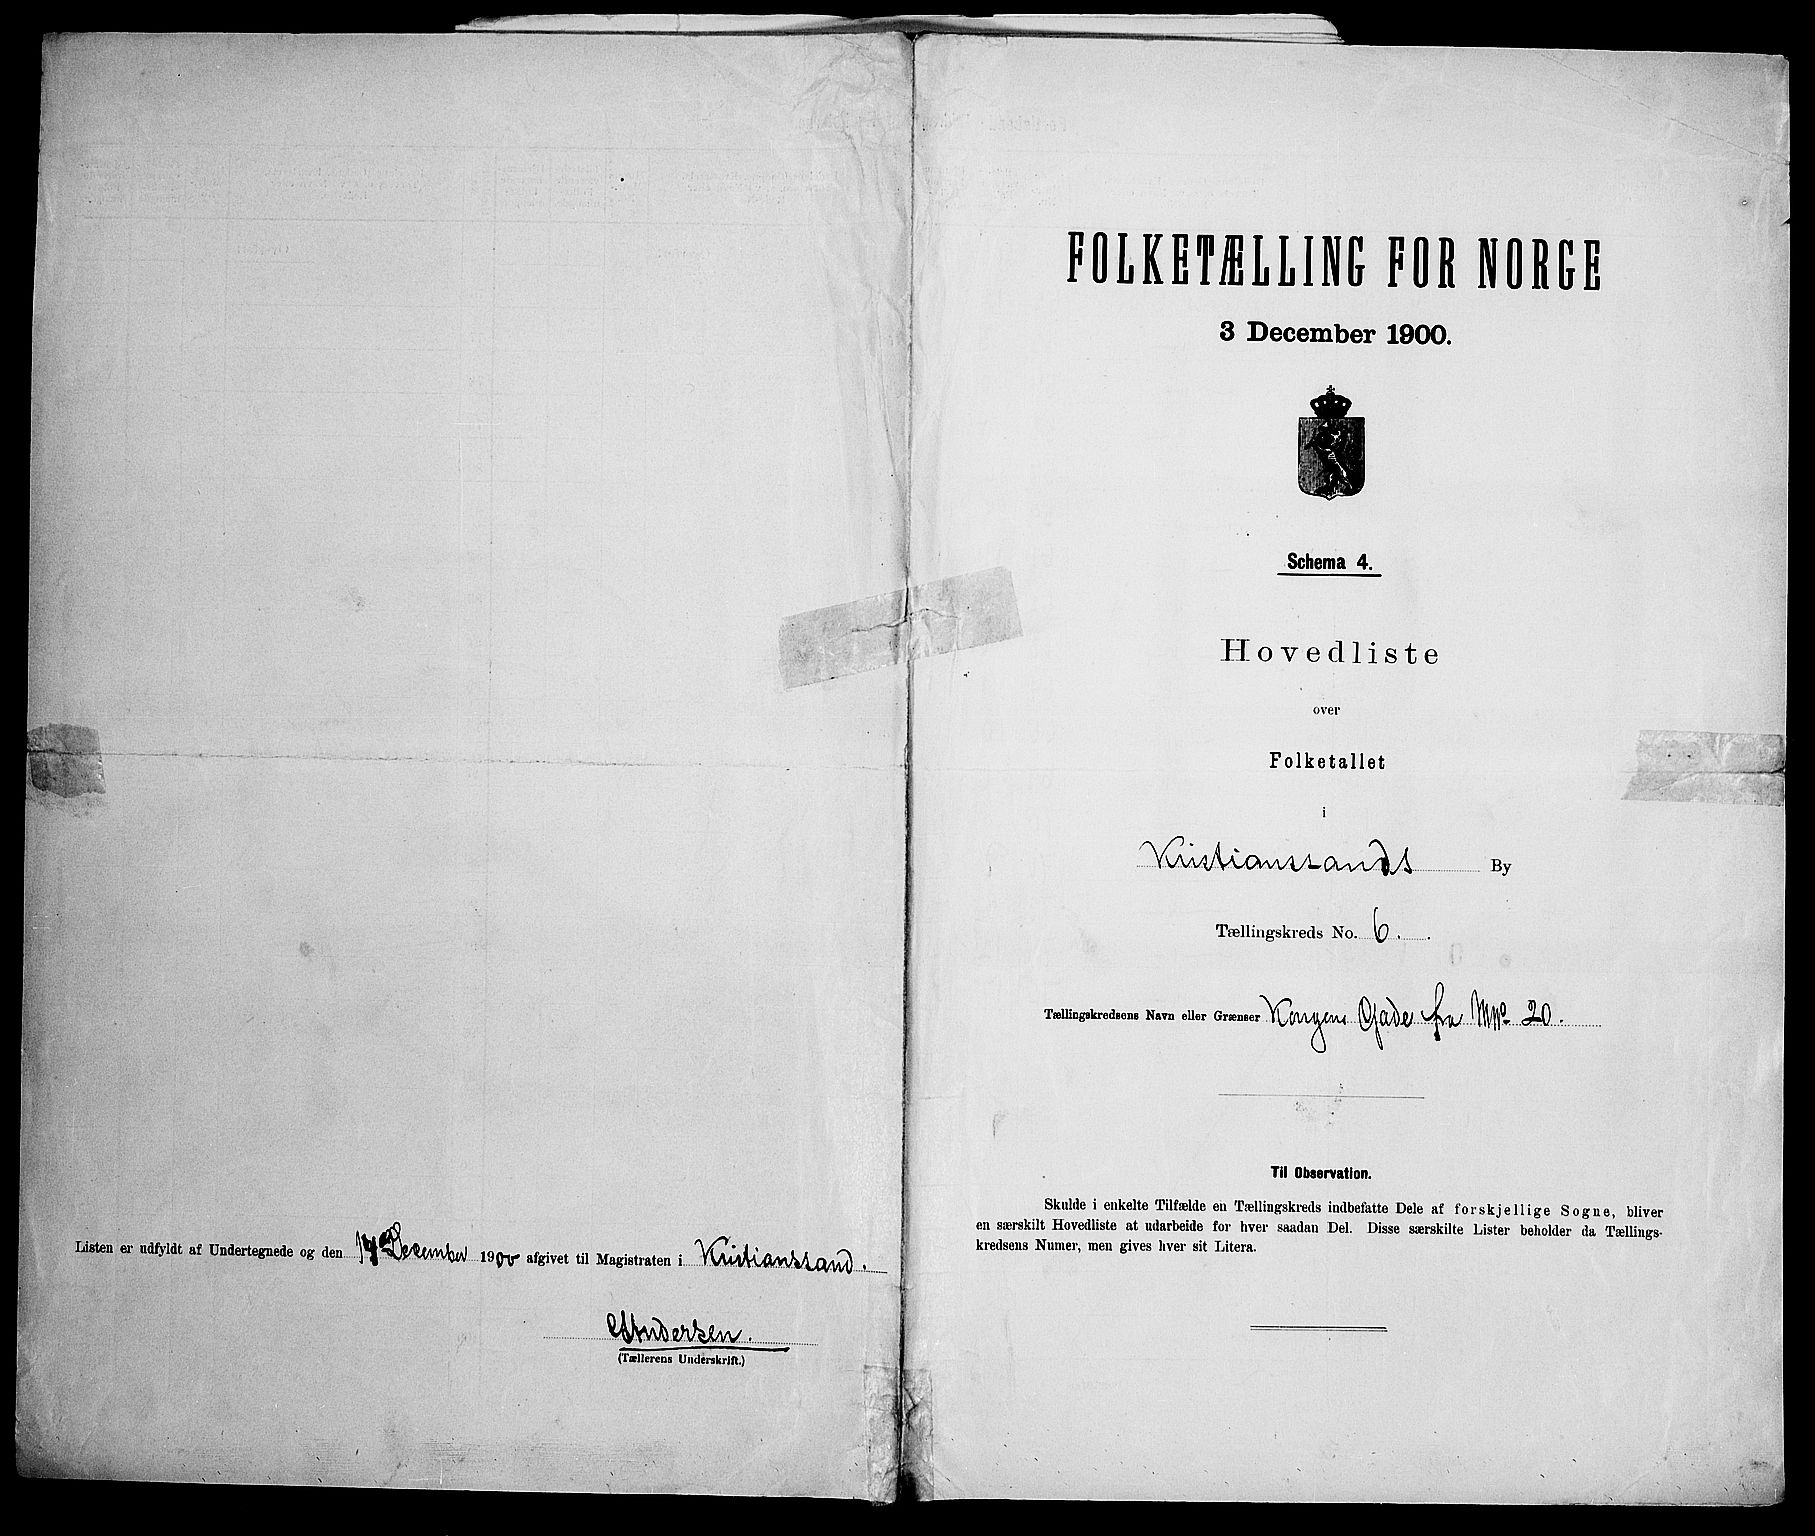 Listen er udfyldt af Undertegnede og den 14de December 1900 afgivet til Magistraten i Kristianssand.
Andersen.
(Tællerens Underskrift.)
FOLKETÆLLING FOR NORGE
3 December 1900.
Schema 4.
Hovedliste
over
Folketallet
i
Kristianssands By
Tællingskreds No. 6.
Tællingskredsens Navn eller Grænser Kongens Gade fra Mno 20.
Til Observation.
Skulde i enkelte Tilfælde en Tællingskreds indbefatte Dele af forskjellige Sogne, bliver
en særskilt Hovedliste at udarbeide for hver saadan Del. Disse særskilte Lister beholder da Tællings-
kredsens Numer, men gives hver sit Litera.